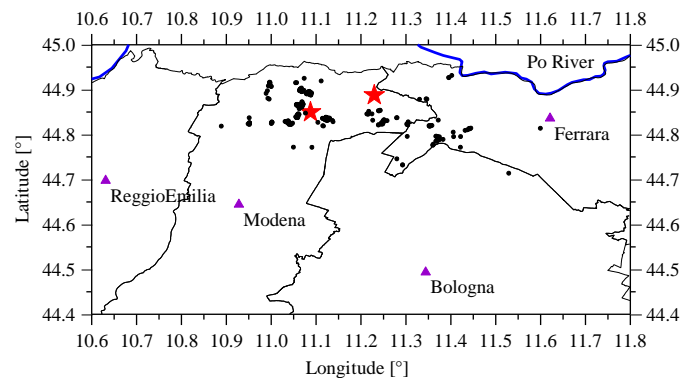 10.6 10.7 10.8 10.9 11.0 11.1 11.2 11.3 11.4 11.5 11.6 11.7 11.8
45.0 45.0
Po River
44.9 44.9
Ferrara
44.8 44.8
Latitude [°]
44.7 44.7
ReggioEmilia
Modena
44.6 44.6
44.5 44.5
Bologna
44.4 44.4
10.6 10.7 10.8 10.9 11.0 11.1 11.2 11.3 11.4 11.5 11.6 11.7 11.8
Longitude [°]